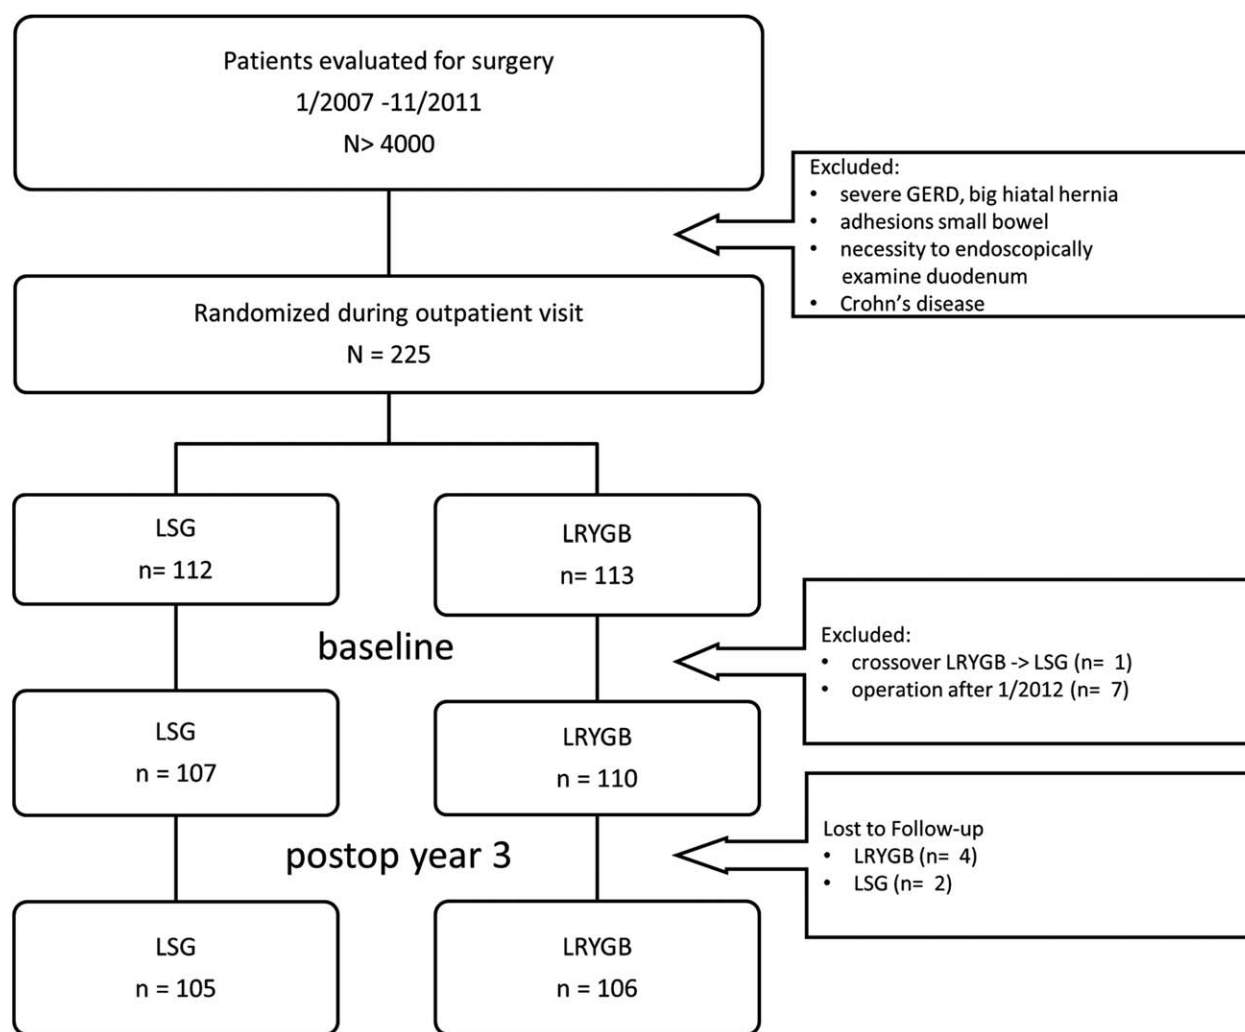 Patients evaluated for surgery
1/2007 -11/2011
N> 4000
Excluded:
• severe GERD, big hiatal hernia
• adhesions small bowel
• necessity to endoscopically
examine duodenum
• Crohn’s disease
Randomized during outpatient visit
N = 225
LSG
n= 112
LRYGB
n= 113
baseline
Excluded:
• crossover LRYGB -> LSG (n= 1)
• operation after 1/2012 (n= 7)
LSG
n = 107
LRYGB
n = 110
postop year 3
Lost to Follow-up
• LRYGB (n= 4)
• LSG (n= 2)
LSG
n = 105
LRYGB
n = 106